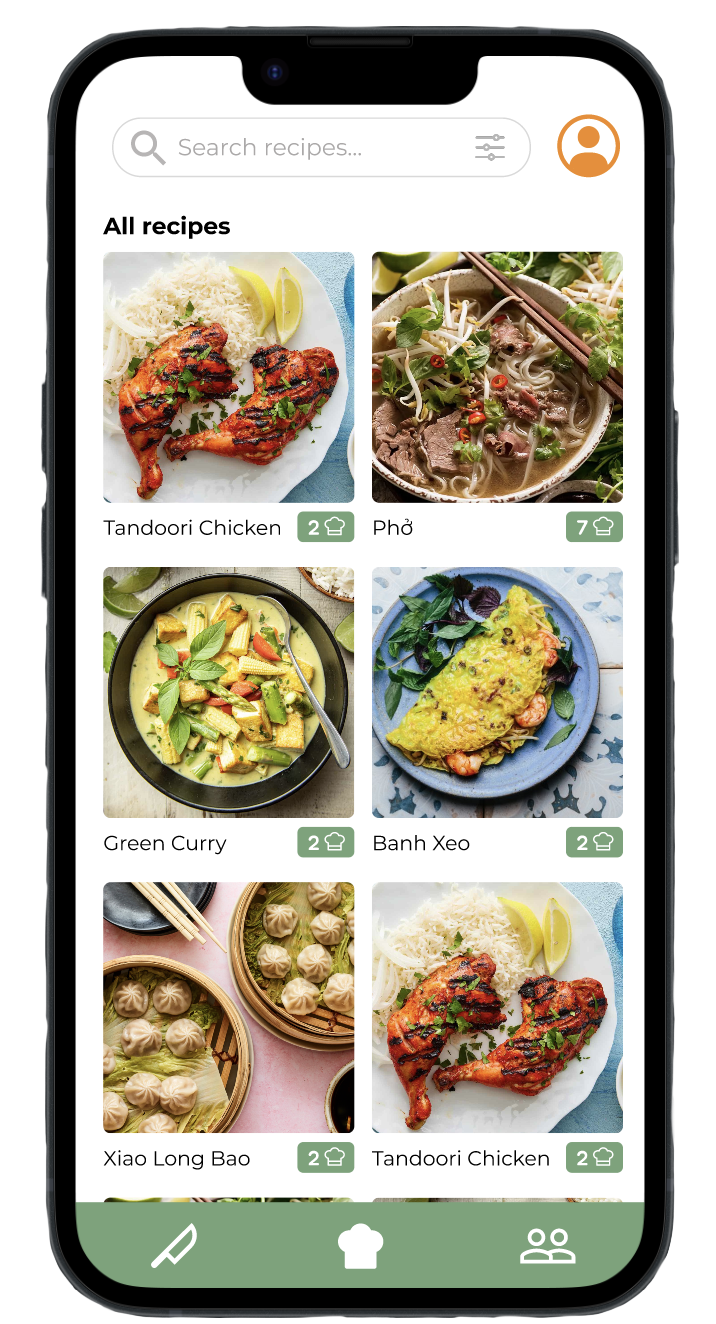 Search recipes...
All recipes
Tandoori Chicken 2
Phở 7
Green Curry 2
Banh Xeo 2
Xiao Long Bao 2
Tandoori Chicken 2